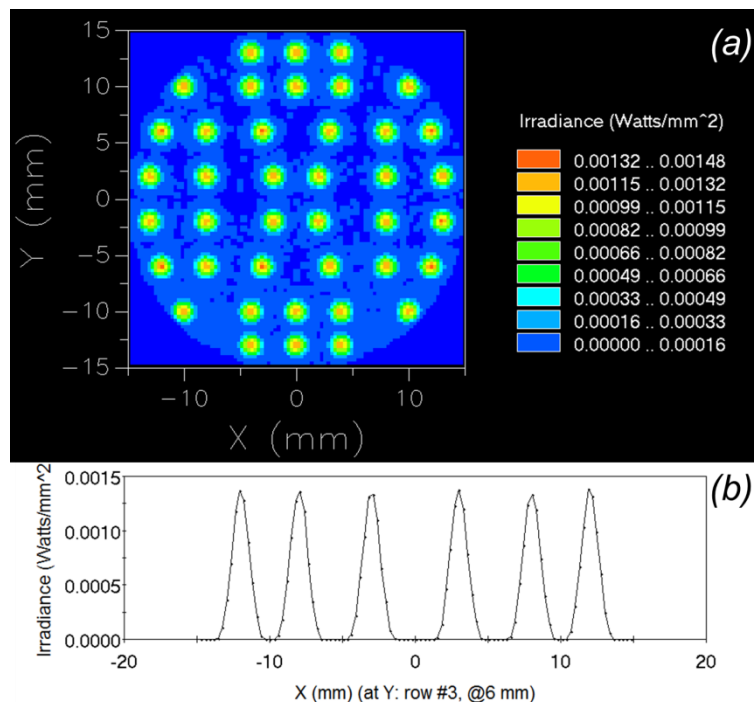 (a)
15
10
5
0
-5
-10
-15
Y (mm)
-10 0 10
X (mm)
Irradiance (Watts/mm^2)
0.00132 .. 0.00148
0.00115 .. 0.00132
0.00099 .. 0.00115
0.00082 .. 0.00099
0.00066 .. 0.00082
0.00049 .. 0.00066
0.00033 .. 0.00049
0.00016 .. 0.00033
0.00000 .. 0.00016
(b)
Irradiance (Watts/mm^2)
0.0015
0.0010
0.0005
0.0000
-20 -10 0 10 20
X (mm) (at Y: row #3, @6 mm)